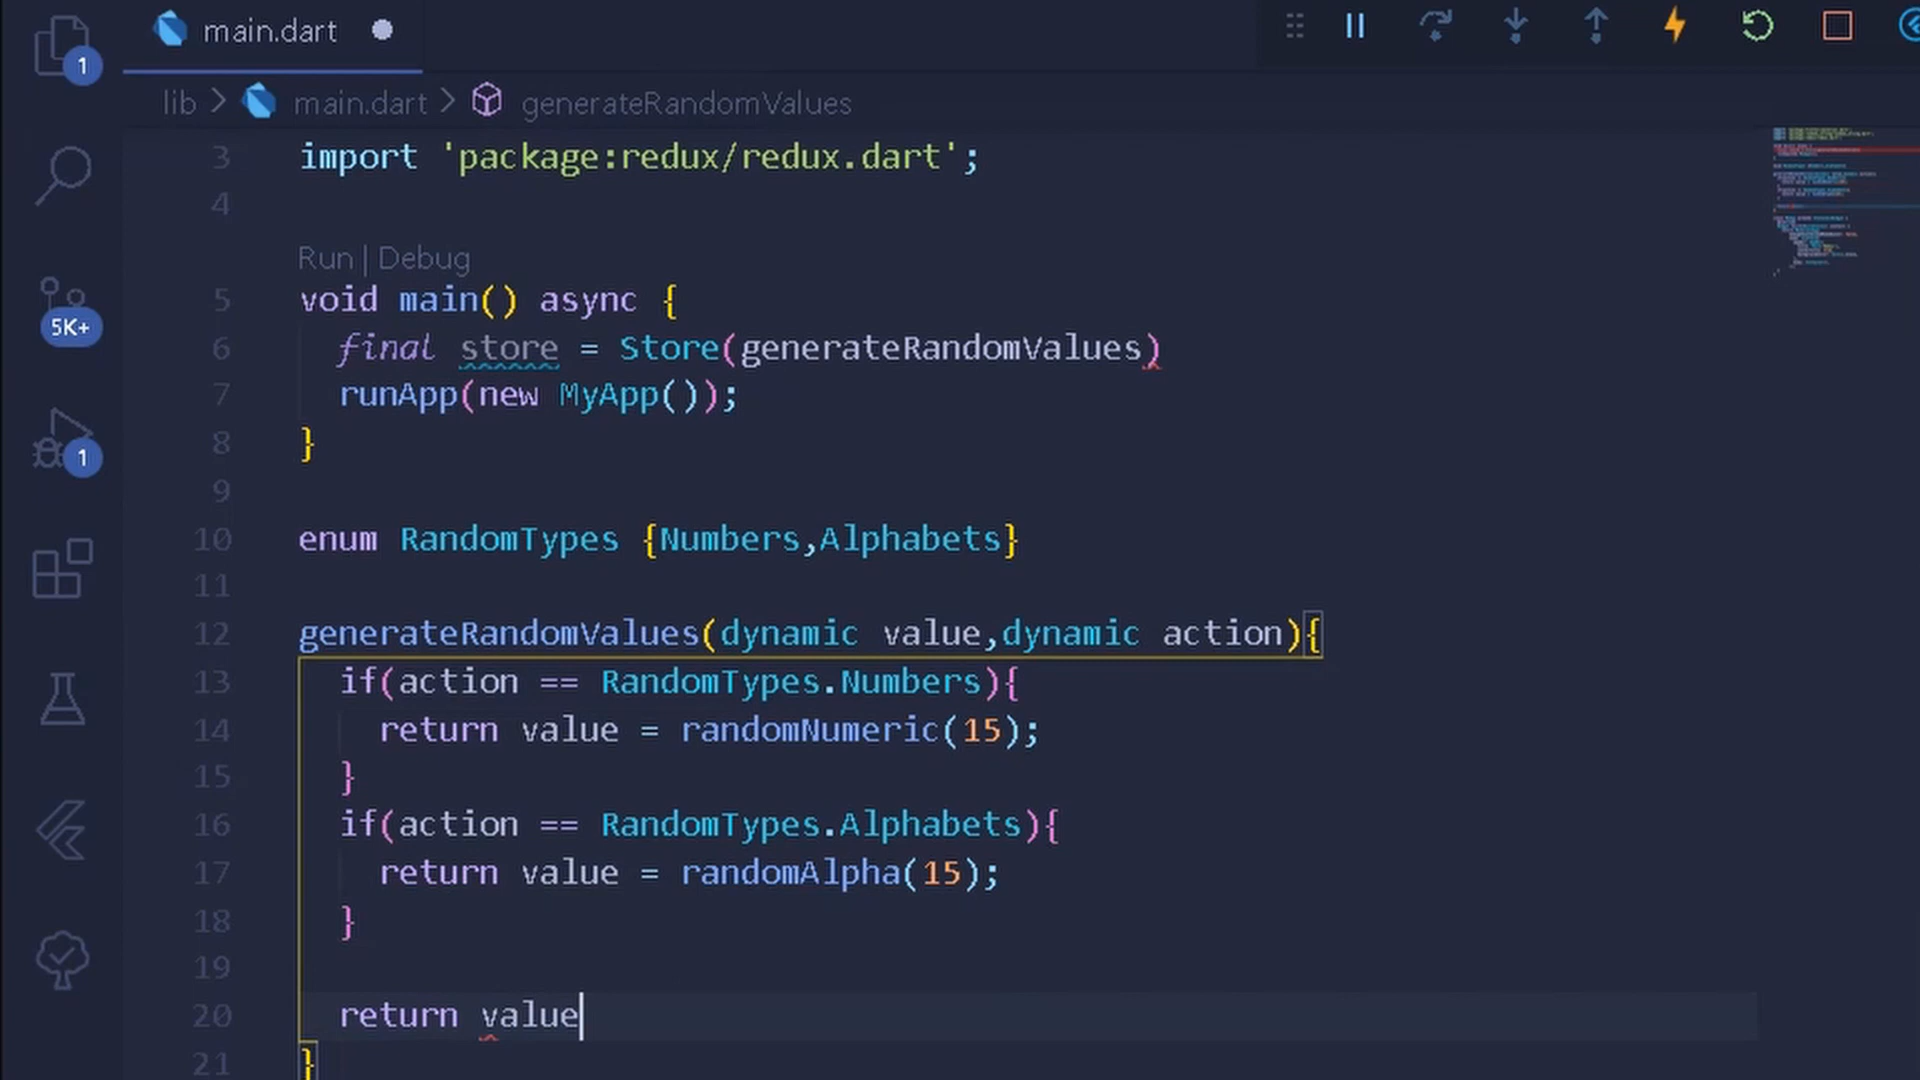 main.dart
1
lib > main.dart > generateRandomValues
3 import 'package:redux/redux.dart';
4
Run | Debug
5 void main() async {
5K+
6 final store = Store(generateRandomValues)
7 runApp(new MyApp());
8 }
1
9
10 enum RandomTypes {Numbers,Alphabets}
11
12 generateRandomValues(dynamic value,dynamic action){
13 if(action == RandomTypes.Numbers){
14 return value = randomNumeric(15);
15 }
16 if(action == RandomTypes.Alphabets){
17 return value = randomAlpha(15);
18 }
19
20 return value
21 }